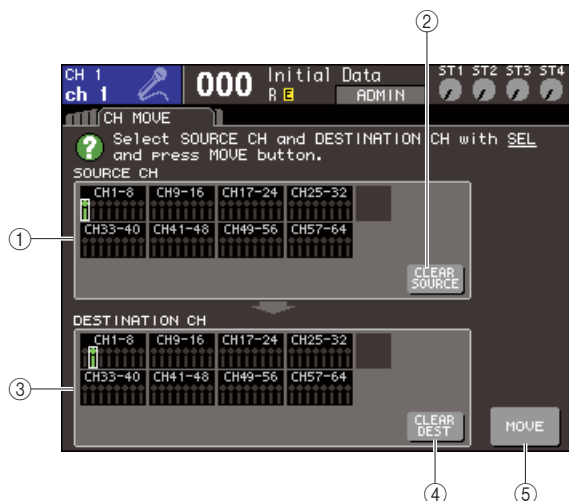 ②
CH 1
ch 1
000
Initial Data
R E
ADMIN
ST1 ST2 ST3 ST4
CH MOVE
? Select SOURCE CH and DESTINATION CH with SEL
and press MOVE button.
SOURCE CH
CH1-8 CH9-16 CH17-24 CH25-32
CH33-40 CH41-48 CH49-56 CH57-64
①
CLEAR
SOURCE
DESTINATION CH
CH1-8 CH9-16 CH17-24 CH25-32
CH33-40 CH41-48 CH49-56 CH57-64
③
CLEAR
DEST
MOVE
④
⑤